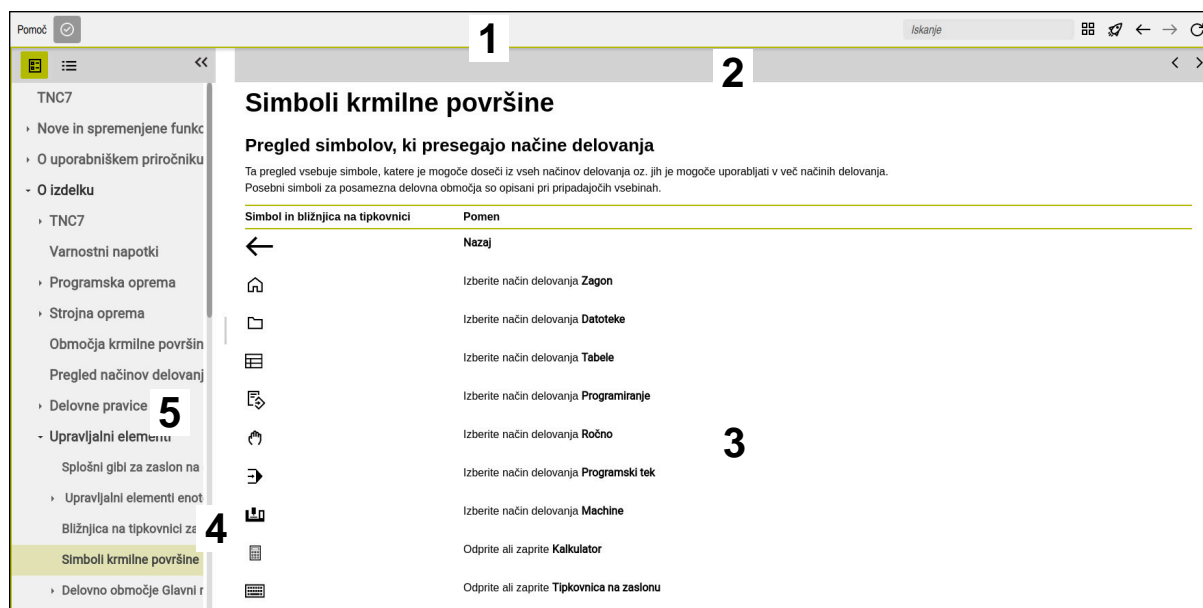 Pomoč
Iskanje
1
2
TNC7
Nove in spremenjene funkc
O uporabniškem priročniku
O izdelku
TNC7
Varnostni napotki
Programska oprema
Strojna oprema
Območja krmilne površin
Pregled načinov delovanj
Delovne pravice
5
Upravljalni elementi
Splošni gibi za zaslon na
Upravljalni elementi enot
Bližnjica na tipkovnici za
4
Simboli krmilne površine
Delovno območje Glavni r
Simboli krmilne površine
Pregled simbolov, ki presegajo načine delovanja
Ta pregled vsebuje simbole, katere je mogoče doseči iz vseh načinov delovanja oz. jih je mogoče uporabljati v več načinih delovanja.
Posebni simboli za posamezna delovna območja so opisani pri pripadajočih vsebinah.
Simbol in bližnjica na tipkovnici Pomen
Nazaj
Izberite način delovanja Zagon
Izberite način delovanja Datoteke
Izberite način delovanja Tabele
Izberite način delovanja Programiranje
Izberite način delovanja Ročno
3
Izberite način delovanja Programski tek
Izberite način delovanja Machine
Odprite ali zaprite Kalkulator
Odprite ali zaprite Tipkovnica na zaslonu